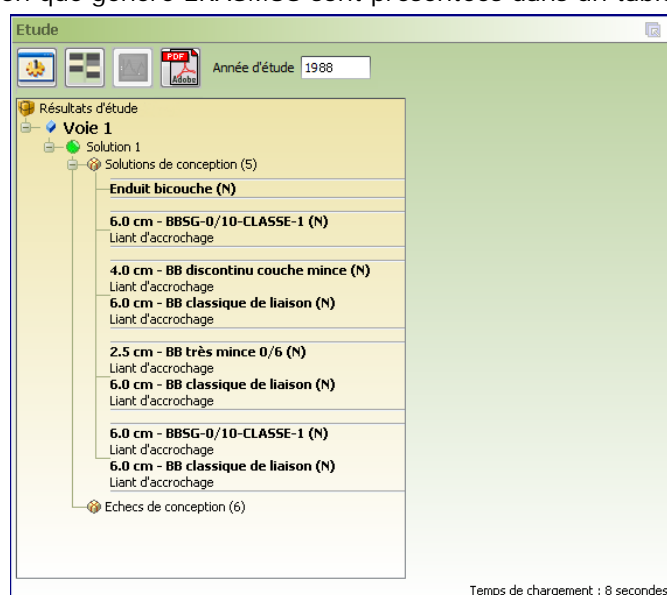 en que génère ERASMUS sont présentées dans un table
Etude
PDF
Adobe
Année d'étude 1988
Résultats d'étude
Voie 1
Solution 1
Solutions de conception (5)
Enduit bicouche (N)
6.0 cm - BBSG-0/10-CLASSE-1 (N)
Liant d'accrochage
4.0 cm - BB discontinu couche mince (N)
Liant d'accrochage
6.0 cm - BB classique de liaison (N)
Liant d'accrochage
2.5 cm - BB très mince 0/6 (N)
Liant d'accrochage
6.0 cm - BB classique de liaison (N)
Liant d'accrochage
6.0 cm - BBSG-0/10-CLASSE-1 (N)
Liant d'accrochage
6.0 cm - BB classique de liaison (N)
Liant d'accrochage
Echecs de conception (6)
Temps de chargement : 8 secondes